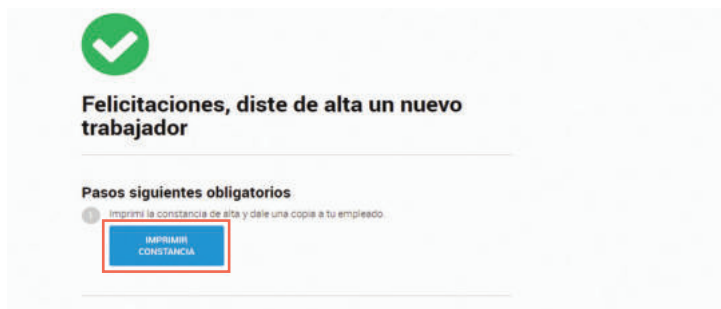 Felicitaciones, diste de alta un nuevo
trabajador
Pasos siguientes obligatorios
1 Imprimí la constancia de alta y dale una copia a tu empleado.
IMPRIMIR
CONSTANCIA